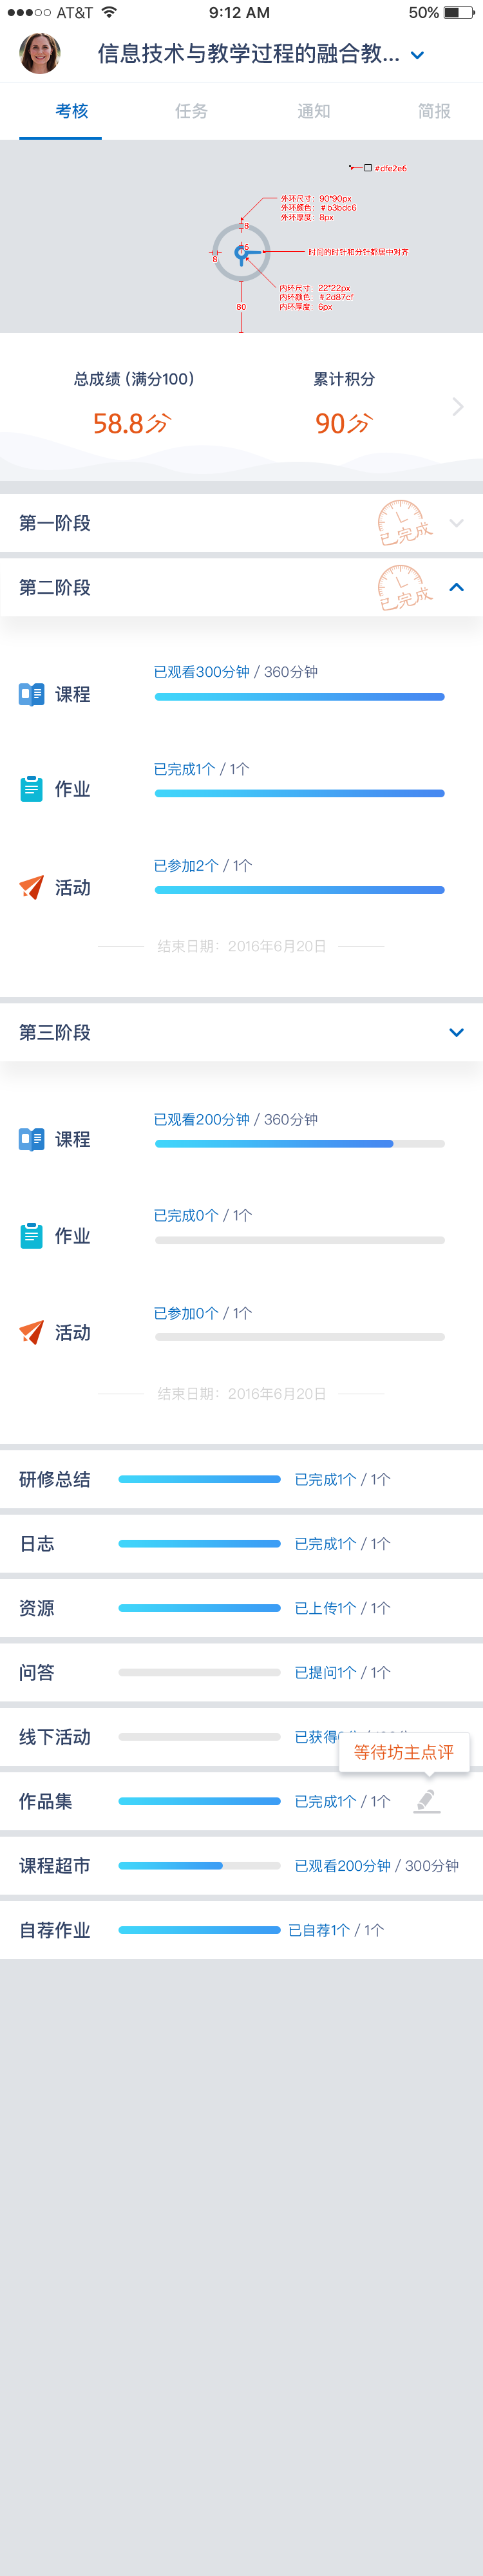 AT&T 9:12 AM 50%
信息技术与教学过程的融合教...
考核 任务 通知 简报
#dfe2e6
外环尺寸：90*90px
外环颜色：#b3bdc6
外环厚度：8px
8
6
8
时间的时针和分针都居中对齐
内环尺寸：22*22px
内环颜色：#2d87cf
内环厚度：6px
80
总成绩 (满分100) 累计积分
58.8分 90分
第一阶段 已完成
第二阶段 已完成
已观看300分钟 / 360分钟
课程
已完成1个 / 1个
作业
已参加2个 / 1个
活动
结束日期：2016年6月20日
第三阶段
已观看200分钟 / 360分钟
课程
已完成0个 / 1个
作业
已参加0个 / 1个
活动
结束日期：2016年6月20日
研修总结 已完成1个 / 1个
日志 已完成1个 / 1个
资源 已上传1个 / 1个
问答 已提问1个 / 1个
线下活动 已获得
等待坊主点评
作品集 已完成1个 / 1个
课程超市 已观看200分钟 / 300分钟
自荐作业 已自荐1个 / 1个